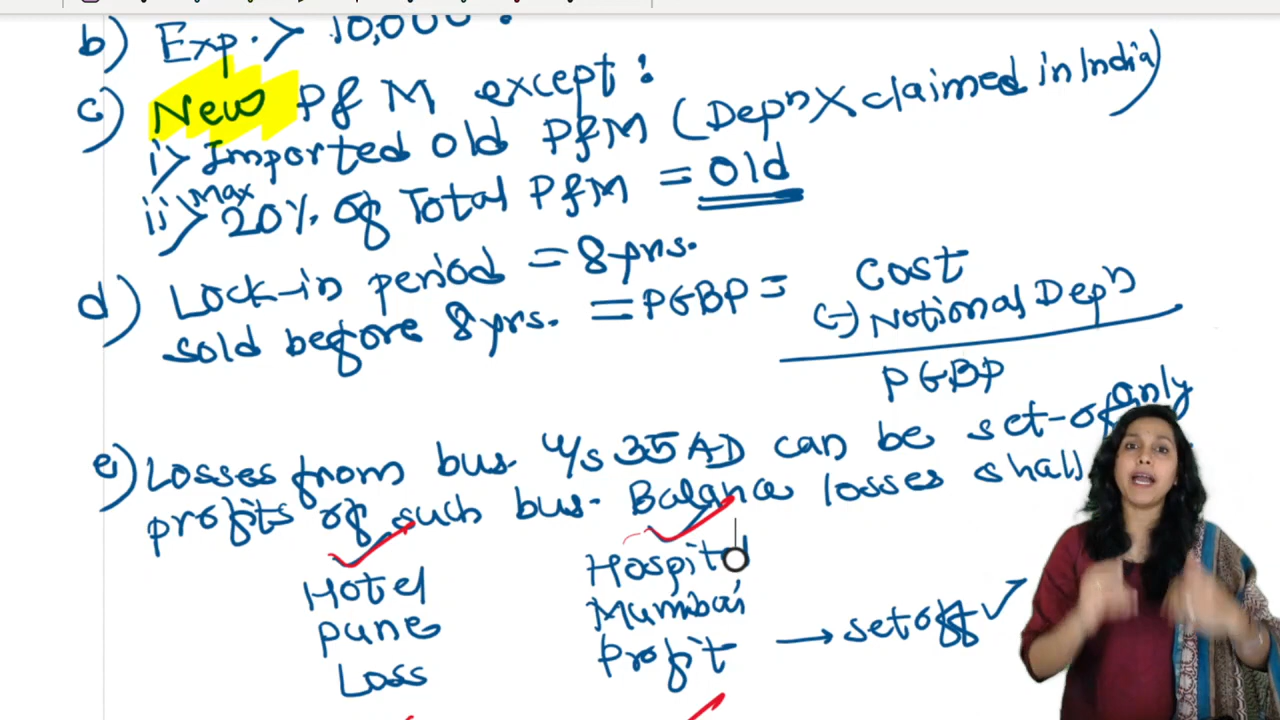 b) Exp. > 10,000.
c) New P&M except:
i> Imported old P&M (Depn X claimed in India)
ii> Max 20% of Total P&M = Old
d) Lock-in period = 8 yrs.
sold before 8 yrs. = PGBP = Cost
(-) Notional Depn
PGBP
e) Losses from bus. u/s 35AD can be set-off only
profits of such bus. Balance losses shall
Hotel Hospital
Pune Mumbai
Loss Profit → set off ✓